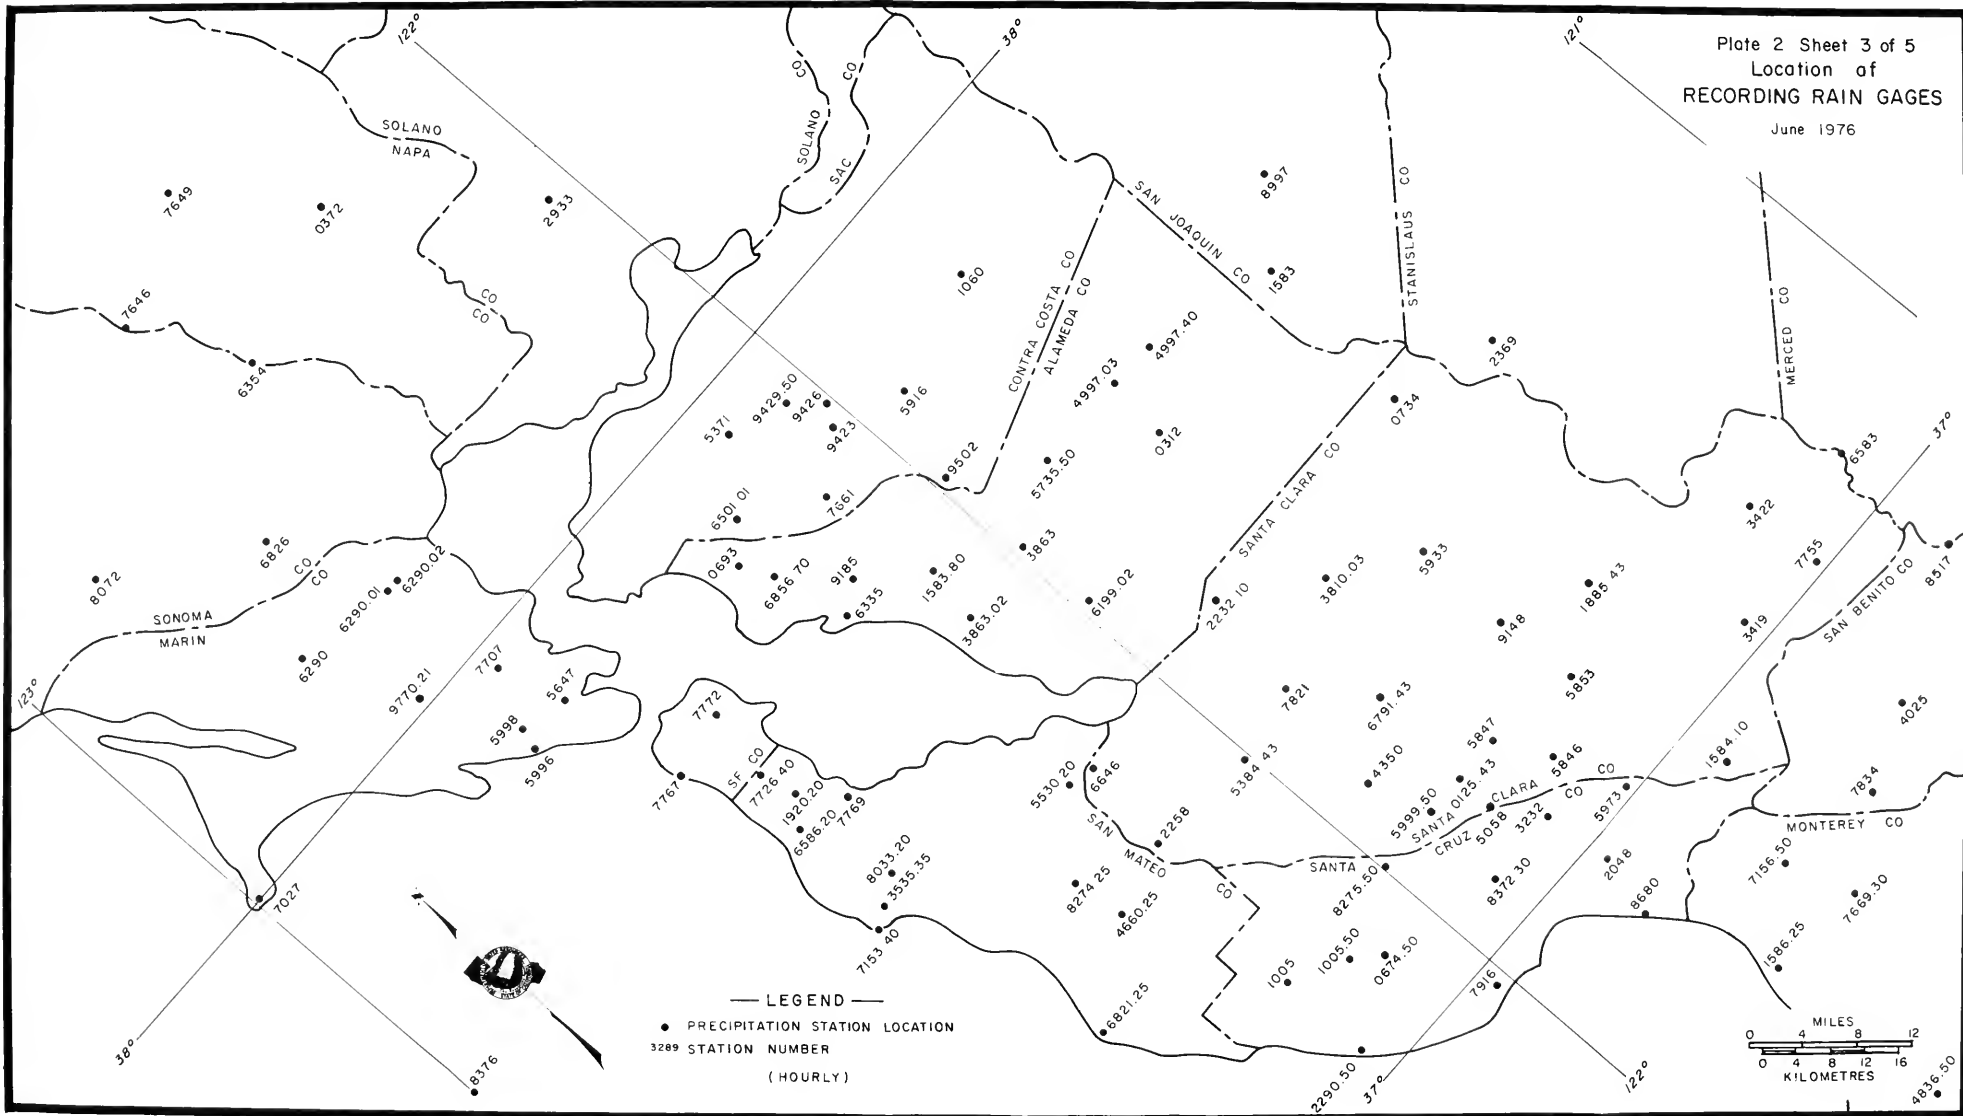 Plate 2 Sheet 3 of 5
Location af
RECORDING RAIN GAGES
June 1976
122°
38°
121°
SOLANO
NAPA
CO
CO
SOLANO
CO
SAC
CO
7649
0372
2933
7646
6354
8997
SAN JOAQUIN CO
STANISLAUS CO
1583
1060
CONTRA COSTA CO
ALAMEDA CO
4997.40
4997.03
2369
MERCED CO
0734
0312
5916
9429.50
9426
9423
5371
9502
5735.50
7661
6501 01
SANTA CLARA CO
6583
37°
3422
7755
8517
SAN BENITO CO
6826
8072
CO
CO
6290.02
6290.01
SONOMA
MARIN
6290
0693
6856.70
9185
6335
1583.80
3863
3863.02
6199.02
2232 10
3810.03
5933
1885.43
9148
3419
5853
4025
123°
9770.21
7707
5647
5998
5996
7772
7767
SF CO
7726.40
1920.20
6586.20
7769
8033.20
3535.35
7153 40
7821
6791.43
5384.43
4350
5847
5846
1584.10
7834
5530.20
6646
SAN
MATEO
CO
2258
8274.25
4660.25
5999.50
0125.43
SANTA CLARA CO
SANTA CRUZ CO
5058
3232
5973
MONTEREY CO
7156.50
7669.30
8275.50
8372.30
2048
8680
1586.25
7027
1005
1005.50
0674.50
7916
6821.25
2290.50
38°
8376
37°
122°
4836.50
LEGEND
PRECIPITATION STATION LOCATION
3289 STATION NUMBER
(HOURLY)
MILES
0 4 8 12
0 4 8 12 16
KILOMETRES